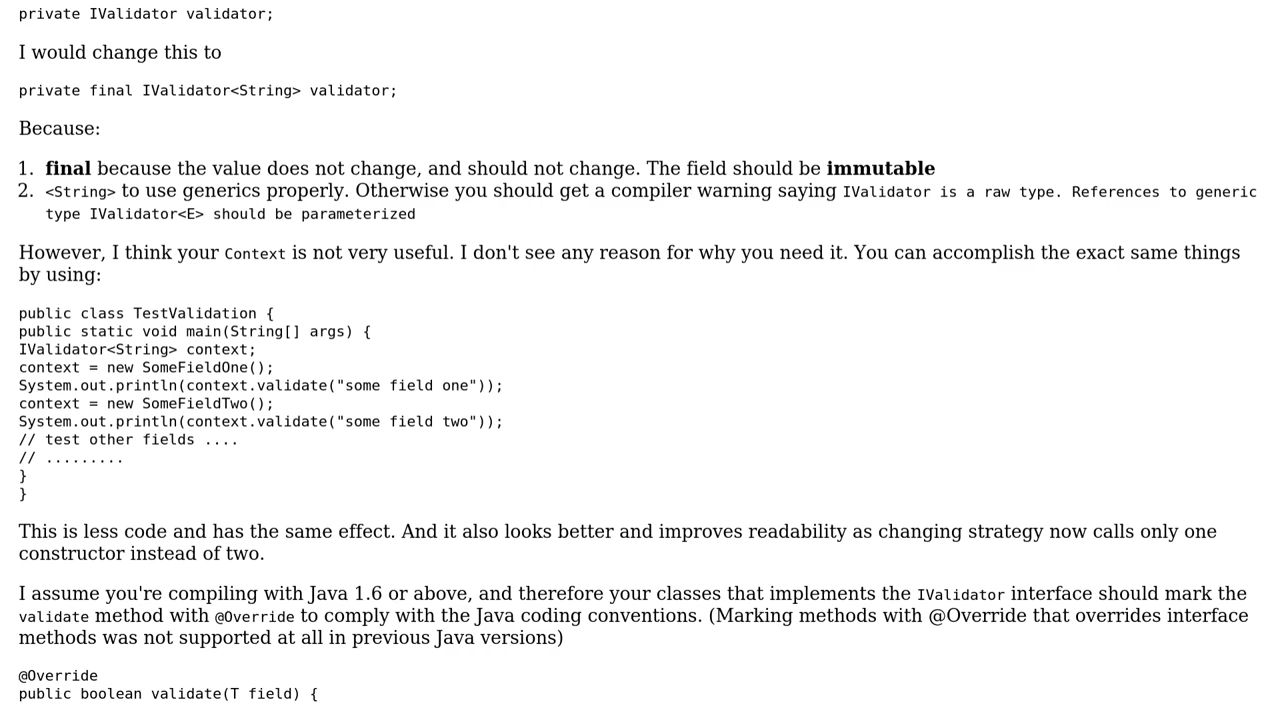 private IValidator validator;
I would change this to
private final IValidator<String> validator;
Because:
1. final because the value does not change, and should not change. The field should be immutable
2. <String> to use generics properly. Otherwise you should get a compiler warning saying IValidator is a raw type. References to generic
type IValidator<E> should be parameterized
However, I think your Context is not very useful. I don't see any reason for why you need it. You can accomplish the exact same things
by using:
public class TestValidation {
public static void main(String[] args) {
IValidator<String> context;
context = new SomeFieldOne();
System.out.println(context.validate("some field one"));
context = new SomeFieldTwo();
System.out.println(context.validate("some field two"));
// test other fields ....
// .........
}
}
This is less code and has the same effect. And it also looks better and improves readability as changing strategy now calls only one
constructor instead of two.
I assume you're compiling with Java 1.6 or above, and therefore your classes that implements the IValidator interface should mark the
validate method with @Override to comply with the Java coding conventions. (Marking methods with @Override that overrides interface
methods was not supported at all in previous Java versions)
@Override
public boolean validate(T field) {